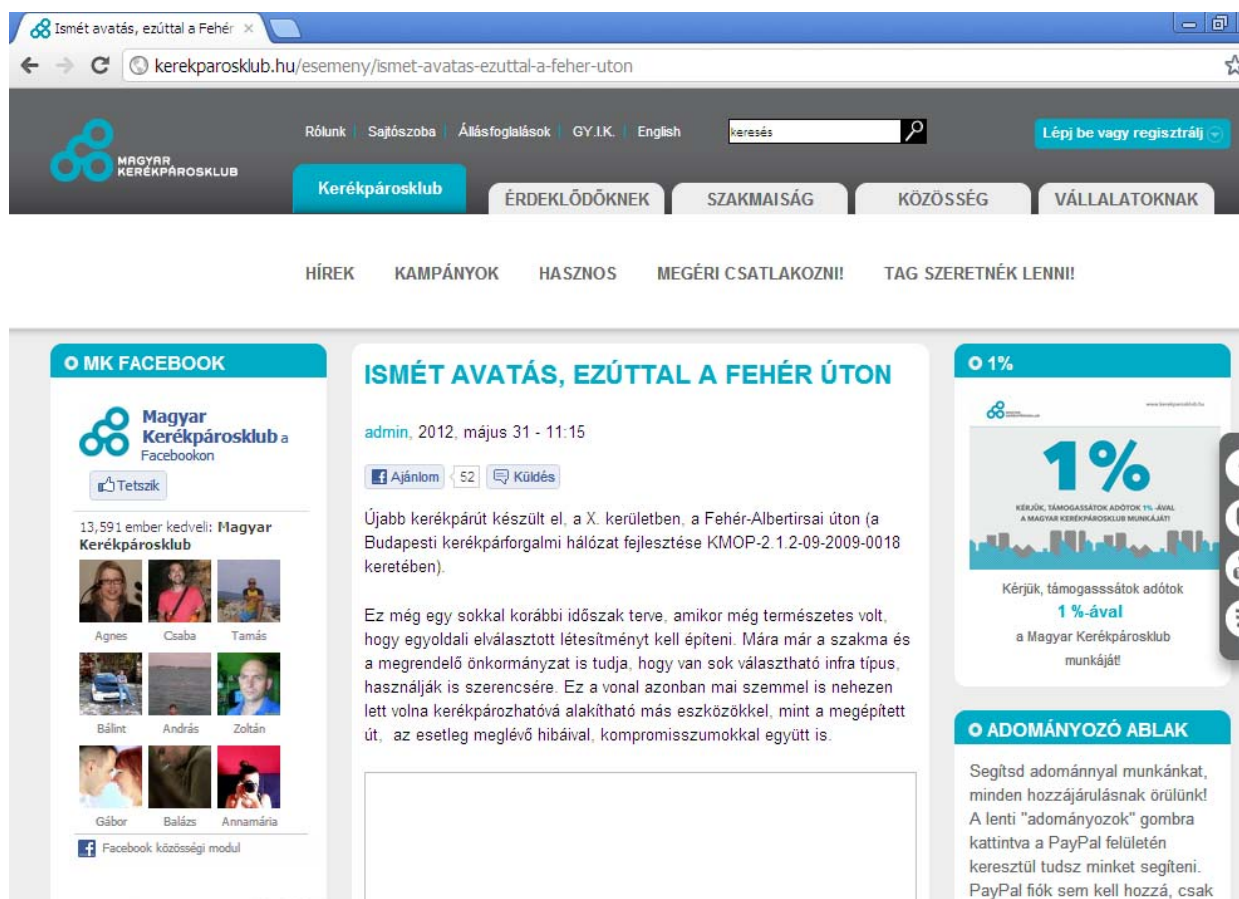 Ismét avatás, ezúttal a Fehér
kerekparosklub.hu/esemeny/ismet-avatas-ezuttal-a-feher-uton
MAGYAR
KERÉKPÁROSKLUB
Rólunk Sajtószoba Állásfoglalások GY.I.K. English
keresés
Lépj be vagy regisztrálj
Kerékpárosklub ÉRDEKLŐDŐKNEK SZAKMAISÁG KÖZÖSSÉG VÁLLALATOKNAK
HÍREK KAMPÁNYOK HASZNOS MEGÉRI CSATLAKOZNI! TAG SZERETNÉK LENNI!
MK FACEBOOK
Magyar
Kerékpárosklub a
Facebookon
Tetszik
13,591 ember kedveli: Magyar
Kerékpárosklub
Agnes Csaba Tamás
Bálint András Zoltán
Gábor Balázs Annamária
Facebook közösségi modul
ISMÉT AVATÁS, EZÚTTAL A FEHÉR ÚTON
admin, 2012, május 31 - 11:15
Ajánlom 52 Küldés
Újabb kerékpárút készült el, a X. kerületben, a Fehér-Albertirsai úton (a
Budapesti kerékpárforgalmi hálózat fejlesztése KMOP-2.1.2-09-2009-0018
keretében).
Ez még egy sokkal korábbi időszak terve, amikor még természetes volt,
hogy egyoldali elválasztott létesítményt kell építeni. Mára már a szakma és
a megrendelő önkormányzat is tudja, hogy van sok választható infra típus,
használják is szerencsére. Ez a vonal azonban mai szemmel is nehezen
lett volna kerékpározhatóvá alakítható más eszközökkel, mint a megépített
út, az esetleg meglévő hibáival, kompromisszumokkal együtt is.
1%
www.kerekparosklub.hu
1%
KÉRJÜK, TÁMOGASSÁTOK ADÓTOK 1% -ÁVAL
A MAGYAR KERÉKPÁROSKLUB MUNKÁJÁT!
Kérjük, támogasssátok adótok
1 %-ával
a Magyar Kerékpárosklub
munkáját!
ADOMÁNYOZÓ ABLAK
Segítsd adománnyal munkánkat,
minden hozzájárulásnak örülünk!
A lenti "adományozok" gombra
kattintva a PayPal felületén
keresztül tudsz minket segíteni.
PayPal fiók sem kell hozzá, csak